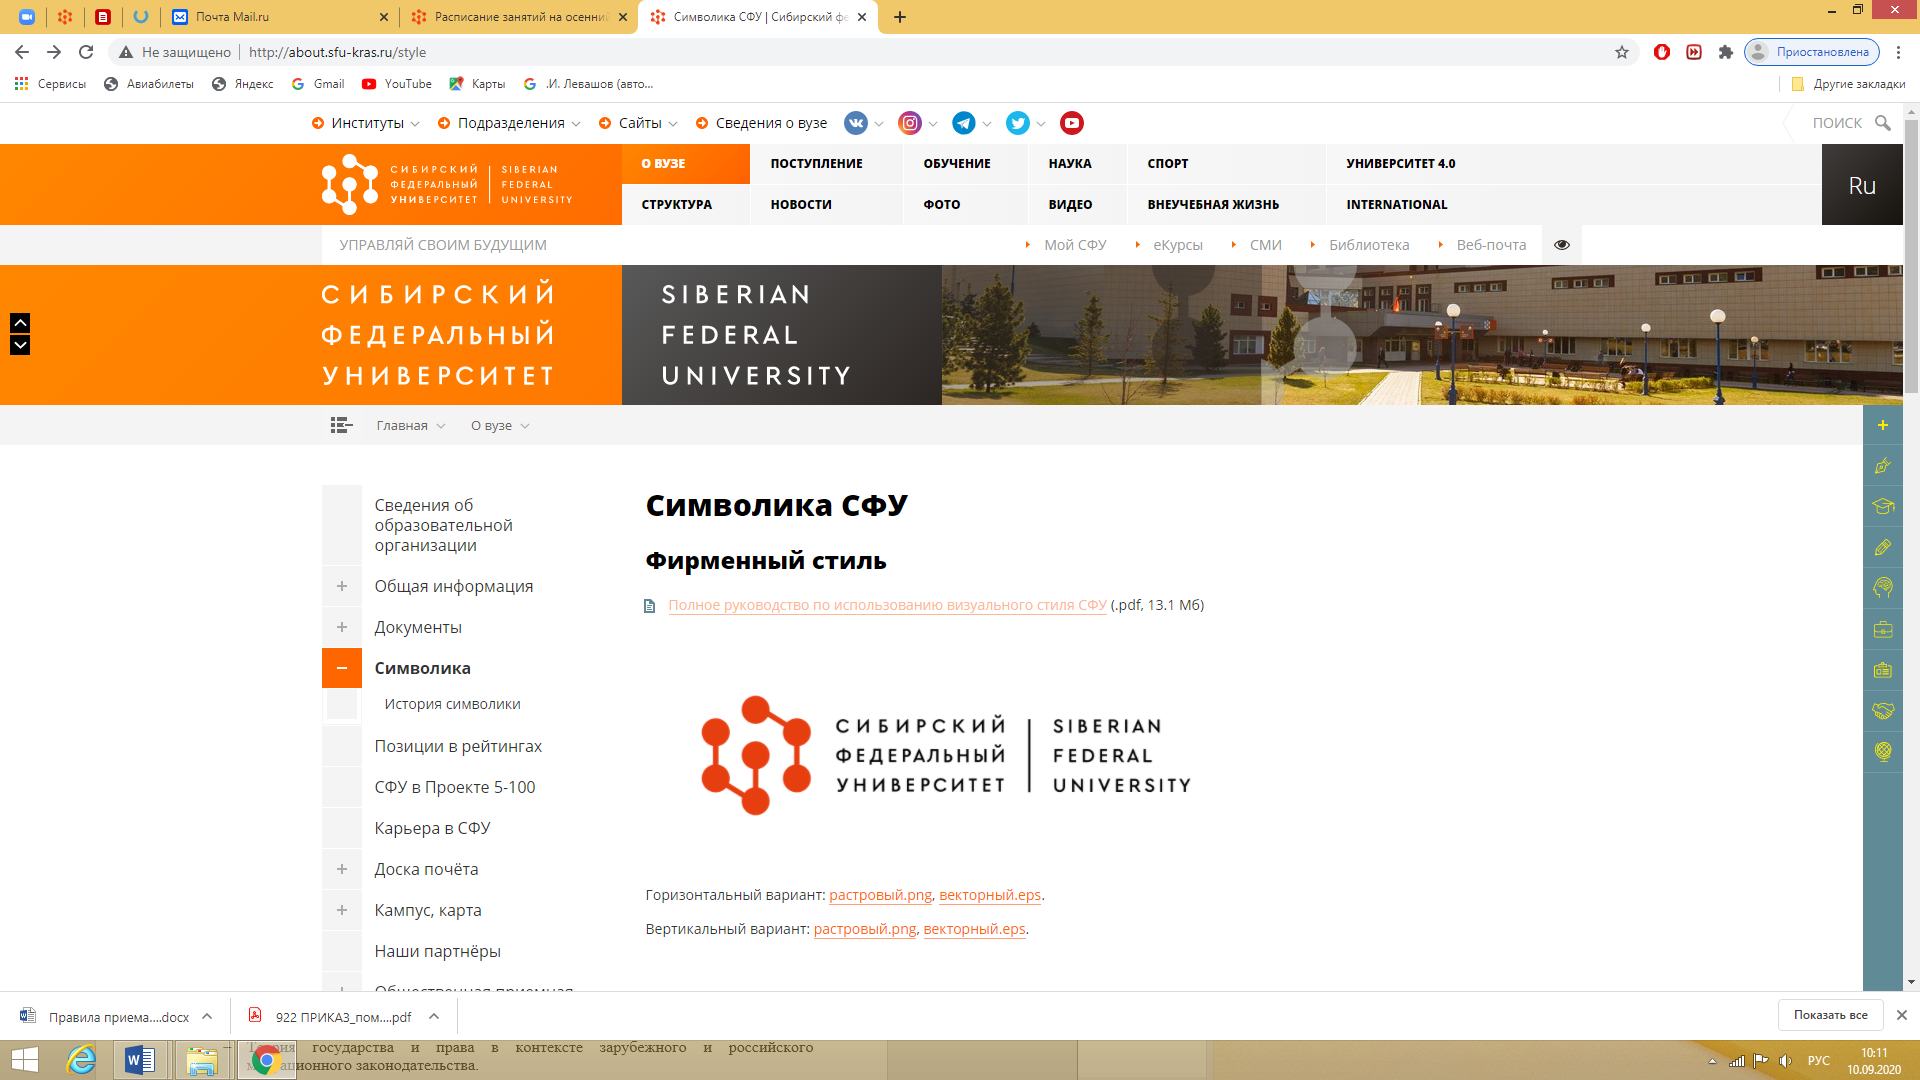 Почта Mail.ru
Расписание занятий на осенний
Символика СФУ | Сибирский фе
Не защищено
http://about.sfu-kras.ru/style
Приостановлена
Сервисы
Авиабилеты
Яндекс
Gmail
YouTube
Карты
.И. Левашов (авто...
Другие закладки
Институты
Подразделения
Сайты
Сведения о вузе
ПОИСК
СИБИРСКИЙ
ФЕДЕРАЛЬНЫЙ
УНИВЕРСИТЕТ
SIBERIAN
FEDERAL
UNIVERSITY
О ВУЗЕ
ПОСТУПЛЕНИЕ
ОБУЧЕНИЕ
НАУКА
СПОРТ
УНИВЕРСИТЕТ 4.0
СТРУКТУРА
НОВОСТИ
ФОТО
ВИДЕО
ВНЕУЧЕБНАЯ ЖИЗНЬ
INTERNATIONAL
Ru
УПРАВЛЯЙ СВОИМ БУДУЩИМ
Мой СФУ
еКурсы
СМИ
Библиотека
Веб-почта
СИБИРСКИЙ
ФЕДЕРАЛЬНЫЙ
УНИВЕРСИТЕТ
SIBERIAN
FEDERAL
UNIVERSITY
Главная
О вузе
Сведения об
образовательной
организации
Общая информация
Документы
Символика
История символики
Позиции в рейтингах
СФУ в Проекте 5-100
Карьера в СФУ
Доска почёта
Кампус, карта
Наши партнёры
Общественная приемная
Символика СФУ
Фирменный стиль
Полное руководство по использованию визуального стиля СФУ (.pdf, 13.1 Мб)
СИБИРСКИЙ
ФЕДЕРАЛЬНЫЙ
УНИВЕРСИТЕТ
SIBERIAN
FEDERAL
UNIVERSITY
Горизонтальный вариант: растровый.png, векторный.eps.
Вертикальный вариант: растровый.png, векторный.eps.
Правила приема....docx
922 ПРИКАЗ_пом....pdf
Показать все
государства и права в контексте зарубежного и российского
законодательства.
РУС
10:11
10.09.2020